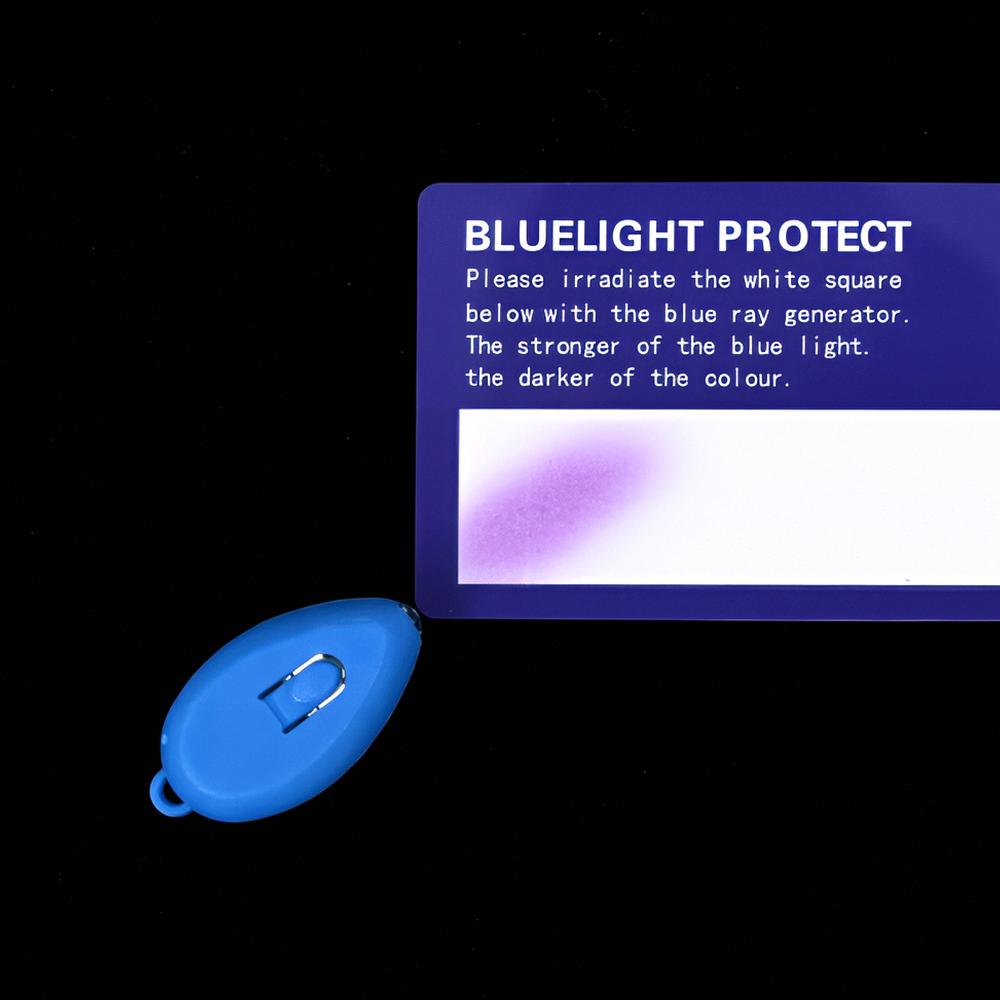 BLUELIGHT PROTECT
Please irradiate the white square
below with the blue ray generator.
The stronger of the blue light.
the darker of the colour.